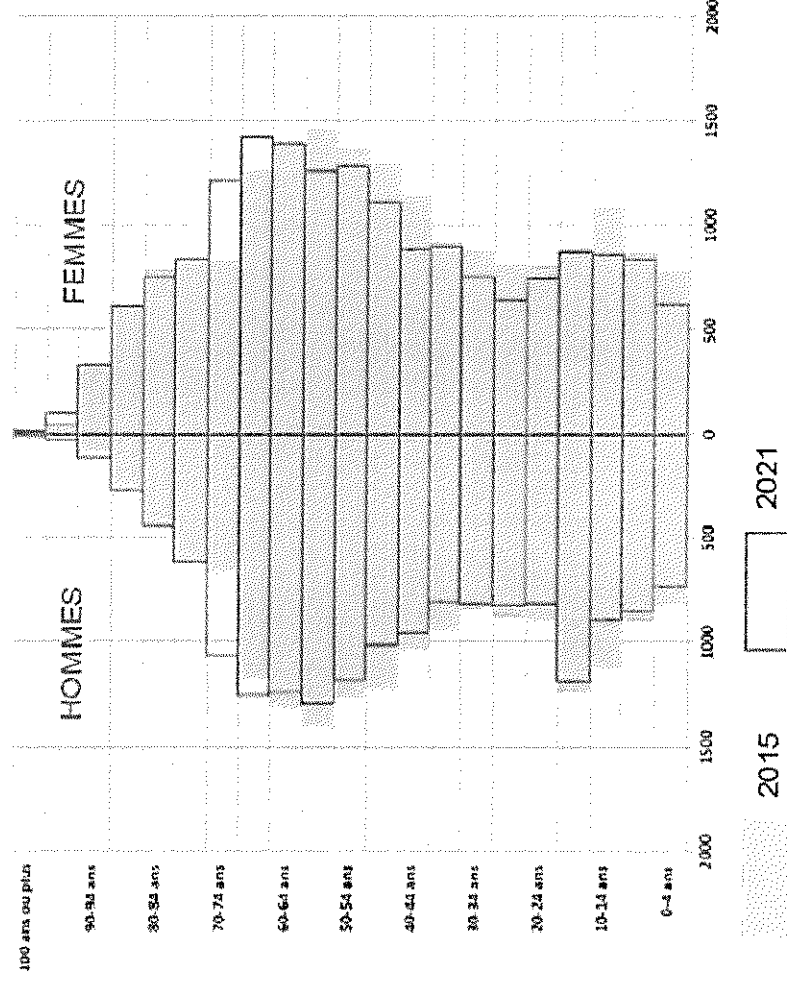 HOMMES
FEMMES
100 ans ou plus
90-94 ans
80-84 ans
70-74 ans
60-64 ans
50-54 ans
40-44 ans
30-34 ans
20-24 ans
10-14 ans
0-4 ans
2000
1500
1000
500
0
500
1000
1500
2000
2015
2021